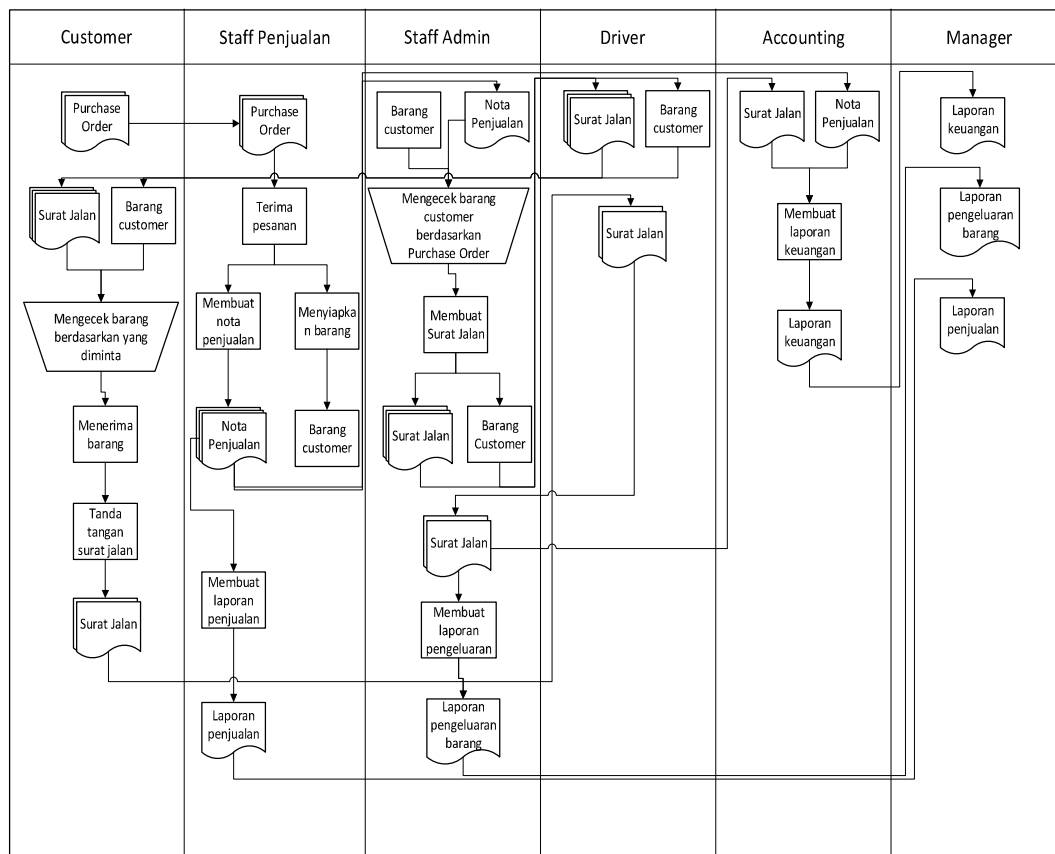 Customer
Staff Penjualan
Staff Admin
Driver
Accounting
Manager
Purchase
Order
Surat Jalan
Barang
customer
Mengecek barang
berdasarkan yang
diminta
Menerima
barang
Tanda
tangan
surat jalan
Surat Jalan
Purchase
Order
Terima
pesanan
Membuat
nota
penjualan
Menyiapka
n barang
Nota
Penjualan
Barang
customer
Membuat
laporan
penjualan
Laporan
penjualan
Barang
customer
Nota
Penjualan
Mengecek barang
customer
berdasarkan
Purchase Order
Membuat
Surat Jalan
Surat Jalan
Barang
Customer
Surat Jalan
Membuat
laporan
pengeluaran
Laporan
pengeluaran
barang
Surat Jalan
Barang
customer
Surat Jalan
Surat Jalan
Nota
Penjualan
Membuat
laporan
keuangan
Laporan
keuangan
Laporan
keuangan
Laporan
pengeluaran
barang
Laporan
penjualan